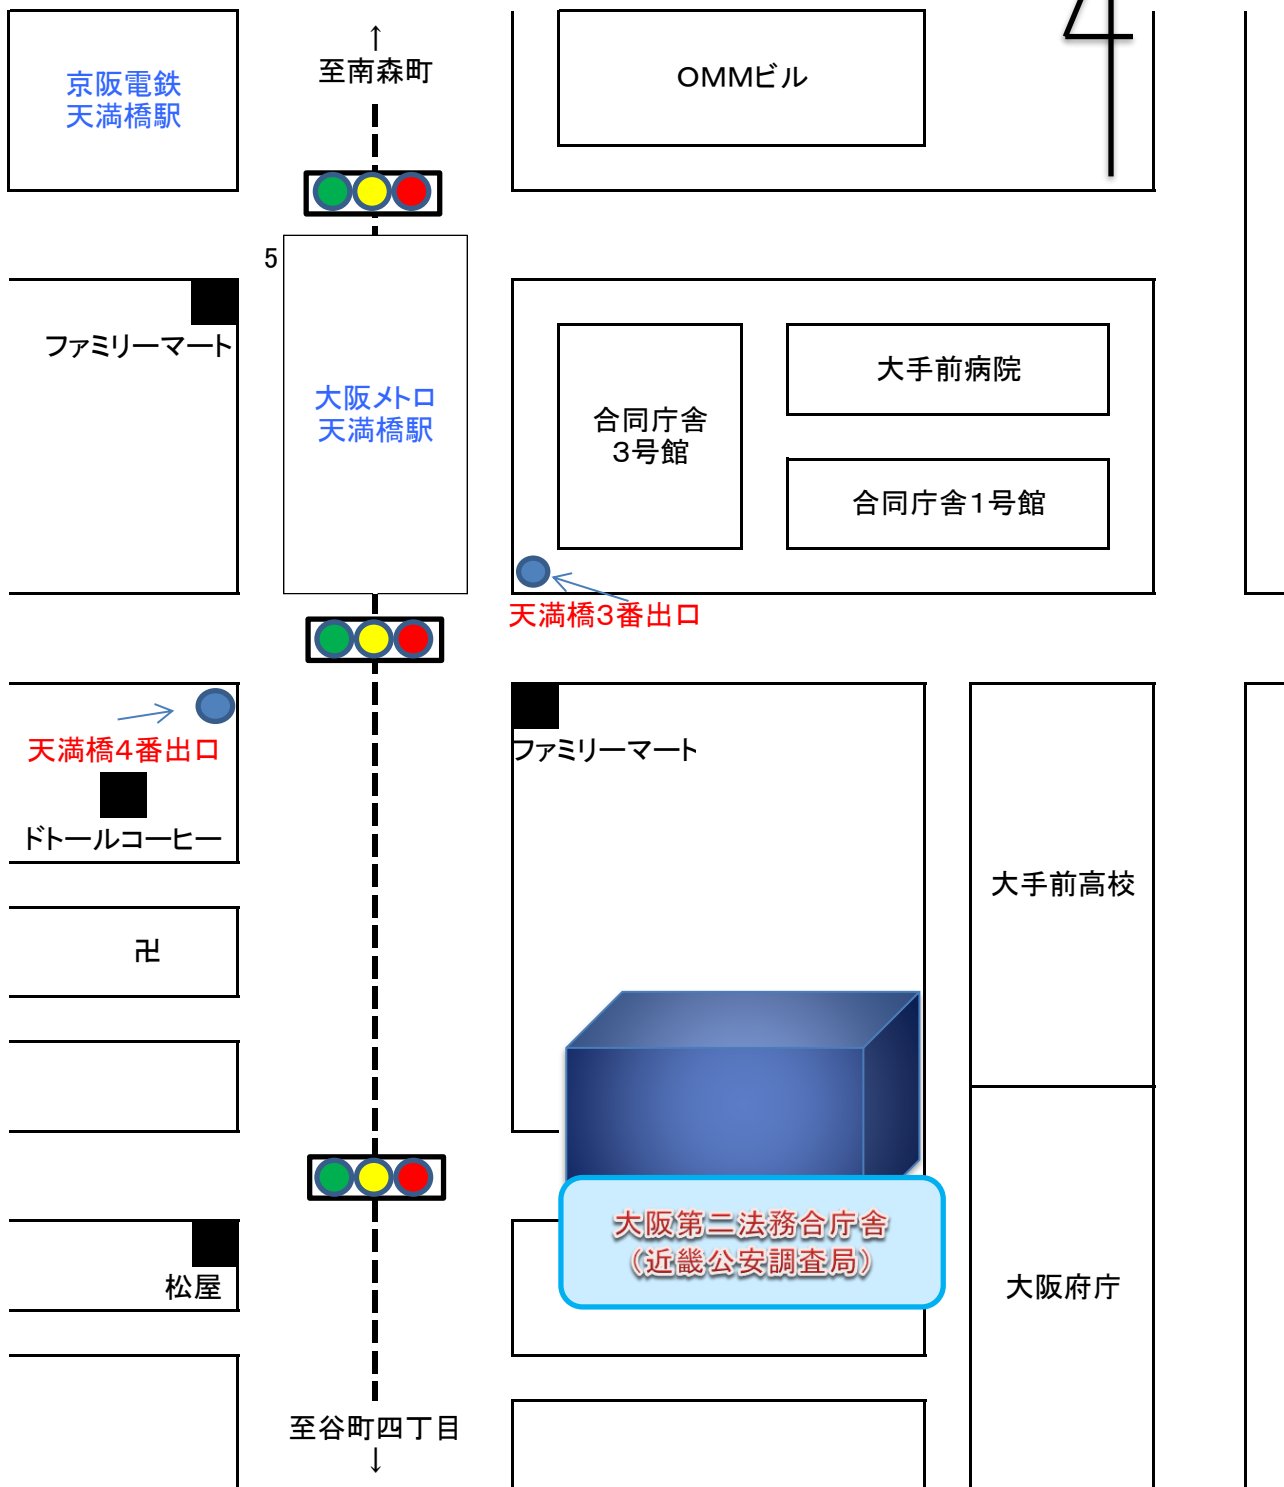 京阪電鉄
天満橋駅
↑
至南森町
OMMビル
5
ファミリーマート
大阪メトロ
天満橋駅
合同庁舎
3号館
大手前病院
合同庁舎1号館
天満橋3番出口
天満橋4番出口
ドトールコーヒー
ファミリーマート
大手前高校
卍
大阪第二法務合庁舎
（近畿公安調査局）
松屋
大阪府庁
至谷町四丁目
↓